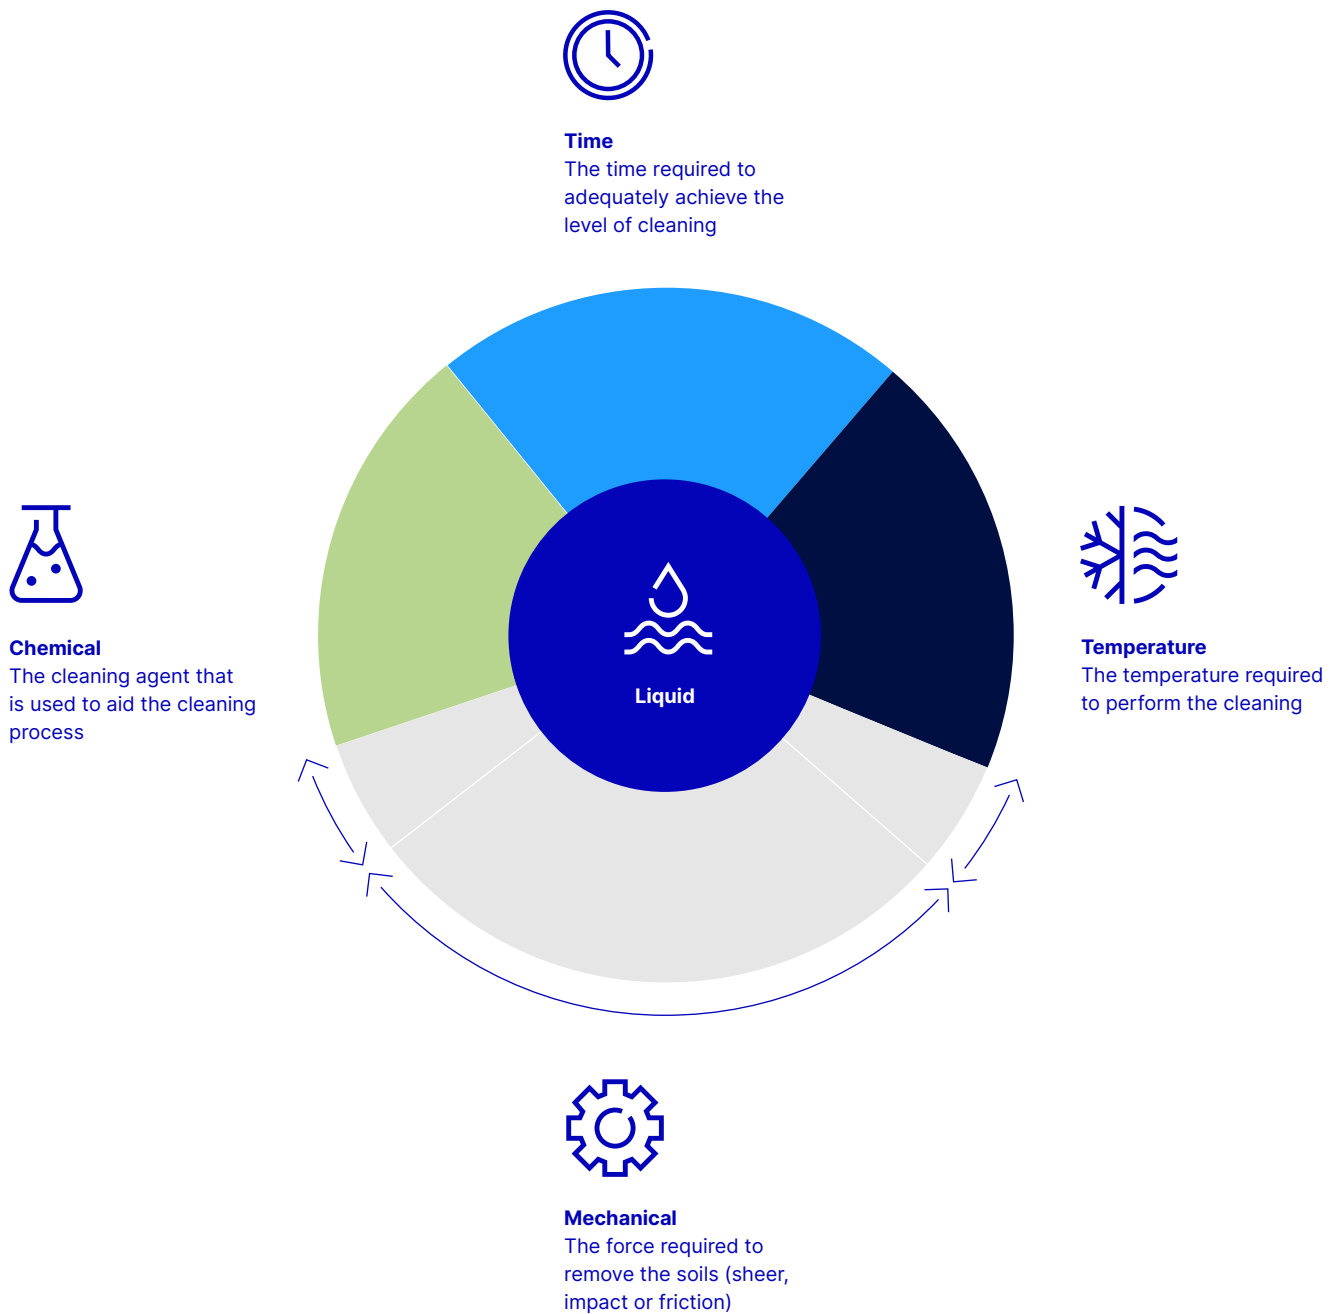 Time
The time required to
adequately achieve the
level of cleaning
Chemical
The cleaning agent that
is used to aid the cleaning
process
Liquid
Temperature
The temperature required
to perform the cleaning
Mechanical
The force required to
remove the soils (sheer,
impact or friction)